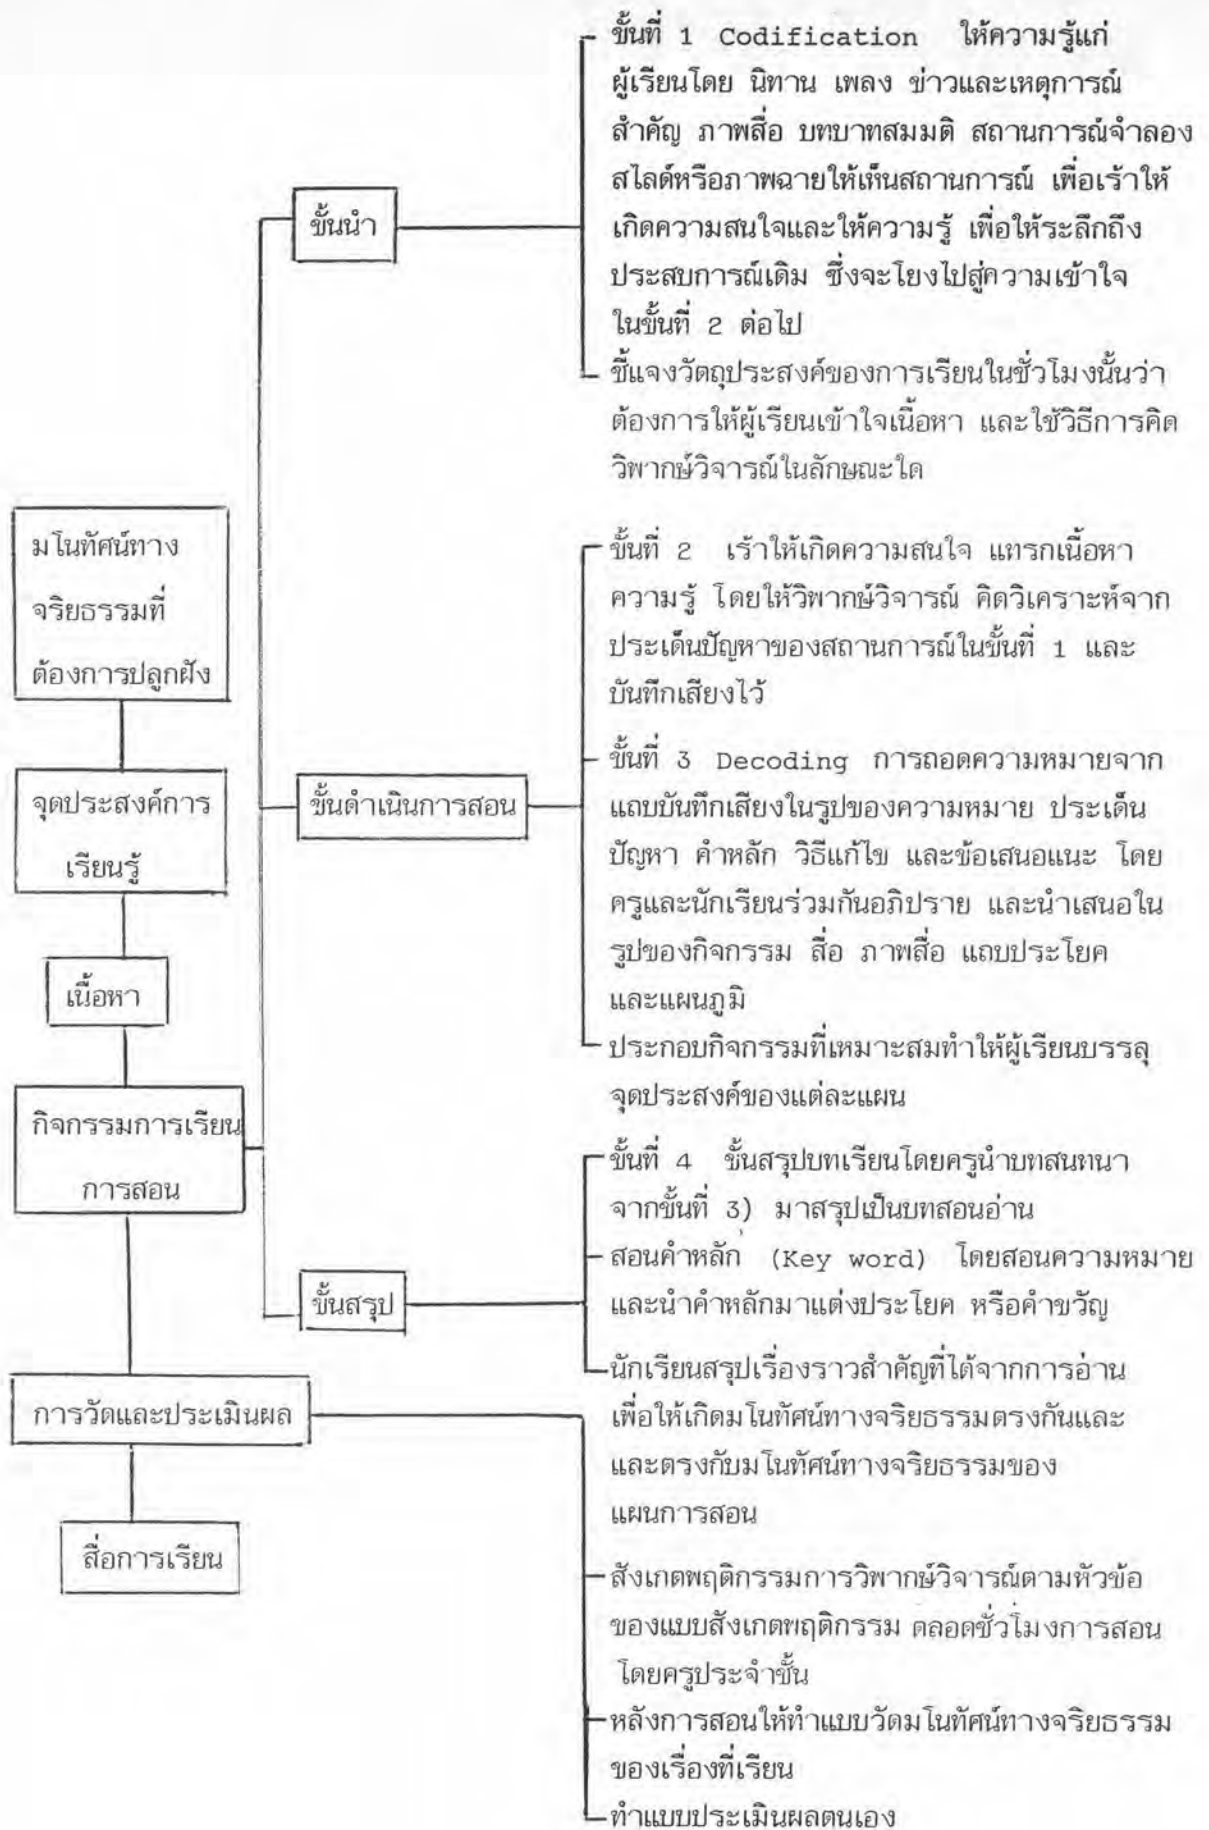 มโนทัศน์ทาง
จริยธรรมที่
ต้องการปลูกฝัง
จุดประสงค์การ
เรียนรู้
เนื้อหา
กิจกรรมการเรียน
การสอน
การวัดและประเมินผล
สื่อการเรียน
ขั้นนำ
ขั้นที่ 1 Codification ให้ความรู้แก่
ผู้เรียนโดย นิทาน เพลง ข่าวและเหตุการณ์
สำคัญ ภาพสื่อ บทบาทสมมติ สถานการณ์จำลอง
สไลด์หรือภาพฉายให้เห็นสถานการณ์ เพื่อเร้าให้
เกิดความสนใจและให้ความรู้ เพื่อให้ระลึกถึง
ประสบการณ์เดิม ซึ่งจะโยงไปสู่ความเข้าใจ
ในขั้นที่ 2 ต่อไป
ชี้แจงวัตถุประสงค์ของการเรียนในชั่วโมงนั้นว่า
ต้องการให้ผู้เรียนเข้าใจเนื้อหา และใช้วิธีการคิด
วิพากษ์วิจารณ์ในลักษณะใด
ขั้นดำเนินการสอน
ขั้นที่ 2 เร้าให้เกิดความสนใจ แทรกเนื้อหา
ความรู้ โดยให้วิพากษ์วิจารณ์ คิดวิเคราะห์จาก
ประเด็นปัญหาของสถานการณ์ในขั้นที่ 1 และ
บันทึกเสียงไว้
ขั้นที่ 3 Decoding การถอดความหมายจาก
แถบบันทึกเสียงในรูปของความหมาย ประเด็น
ปัญหา คำหลัก วิธีแก้ไข และข้อเสนอแนะ โดย
ครูและนักเรียนร่วมกันอภิปราย และนำเสนอใน
รูปของกิจกรรม สื่อ ภาพสื่อ แถบประโยค
และแผนภูมิ
ประกอบกิจกรรมที่เหมาะสมทำให้ผู้เรียนบรรลุ
จุดประสงค์ของแต่ละแผน
ขั้นสรุป
ขั้นที่ 4 ขั้นสรุปบทเรียนโดยครูนำบทสนทนา
จากขั้นที่ 3) มาสรุปเป็นบทสอนอ่าน
สอนคำหลัก (Key word) โดยสอนความหมาย
และนำคำหลักมาแต่งประโยค หรือคำขวัญ
นักเรียนสรุปเรื่องราวสำคัญที่ได้จากการอ่าน
เพื่อให้เกิดมโนทัศน์ทางจริยธรรมตรงกันและ
และตรงกับมโนทัศน์ทางจริยธรรมของ
แผนการสอน
สังเกตพฤติกรรมการวิพากษ์วิจารณ์ตามหัวข้อ
ของแบบสังเกตพฤติกรรม ตลอดชั่วโมงการสอน
โดยครูประจำชั้น
หลังการสอนให้ทำแบบวัดมโนทัศน์ทางจริยธรรม
ของเรื่องที่เรียน
ทำแบบประเมินผลตนเอง